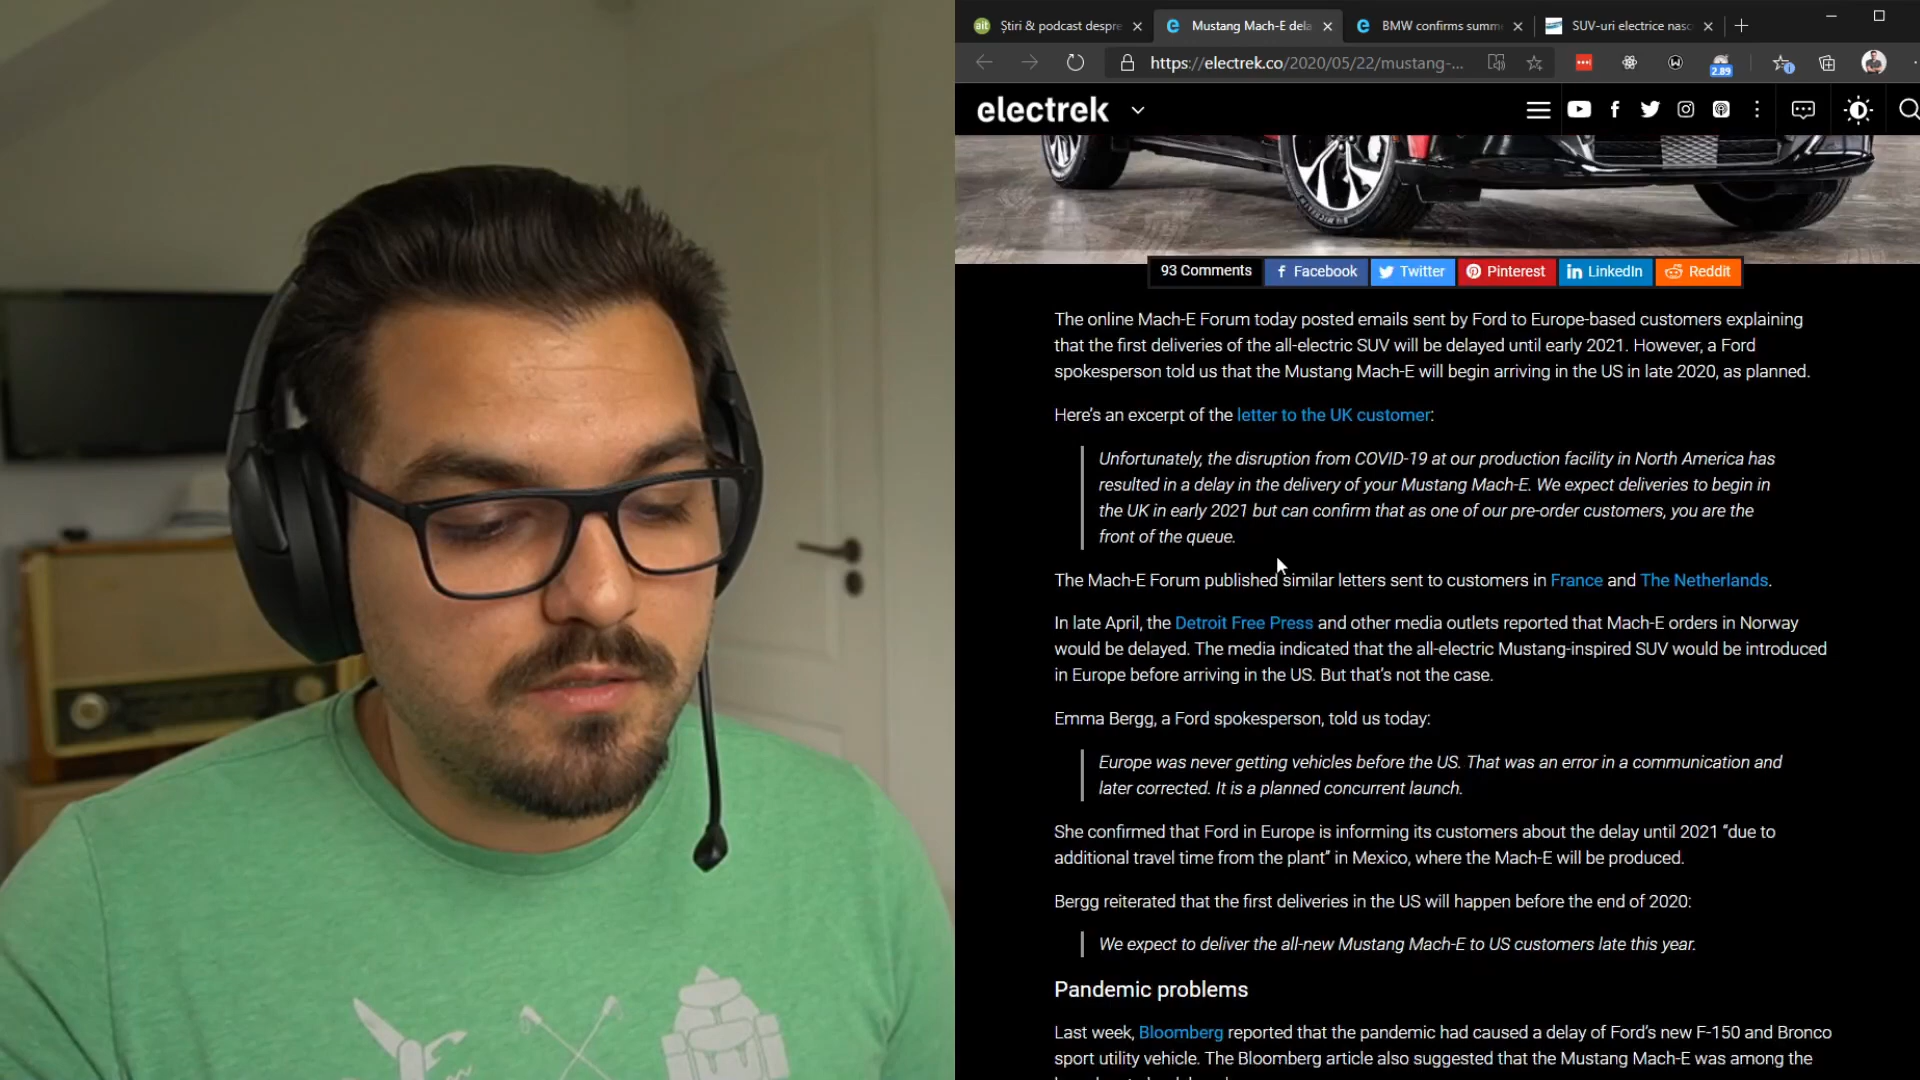 ait Știri & podcast despre
Mustang Mach-E dela
BMW confirms summ
SUV-uri electrice nasc
https://electrek.co/2020/05/22/mustang-...
2.89
electrek
93 Comments
Facebook
Twitter
Pinterest
LinkedIn
Reddit
The online Mach-E Forum today posted emails sent by Ford to Europe-based customers explaining
that the first deliveries of the all-electric SUV will be delayed until early 2021. However, a Ford
spokesperson told us that the Mustang Mach-E will begin arriving in the US in late 2020, as planned.
Here’s an excerpt of the letter to the UK customer:
Unfortunately, the disruption from COVID-19 at our production facility in North America has
resulted in a delay in the delivery of your Mustang Mach-E. We expect deliveries to begin in
the UK in early 2021 but can confirm that as one of our pre-order customers, you are the
front of the queue.
The Mach-E Forum published similar letters sent to customers in France and The Netherlands.
In late April, the Detroit Free Press and other media outlets reported that Mach-E orders in Norway
would be delayed. The media indicated that the all-electric Mustang-inspired SUV would be introduced
in Europe before arriving in the US. But that’s not the case.
Emma Bergg, a Ford spokesperson, told us today:
Europe was never getting vehicles before the US. That was an error in a communication and
later corrected. It is a planned concurrent launch.
She confirmed that Ford in Europe is informing its customers about the delay until 2021 “due to
additional travel time from the plant” in Mexico, where the Mach-E will be produced.
Bergg reiterated that the first deliveries in the US will happen before the end of 2020:
We expect to deliver the all-new Mustang Mach-E to US customers late this year.
Pandemic problems
Last week, Bloomberg reported that the pandemic had caused a delay of Ford’s new F-150 and Bronco
sport utility vehicle. The Bloomberg article also suggested that the Mustang Mach-E was among the